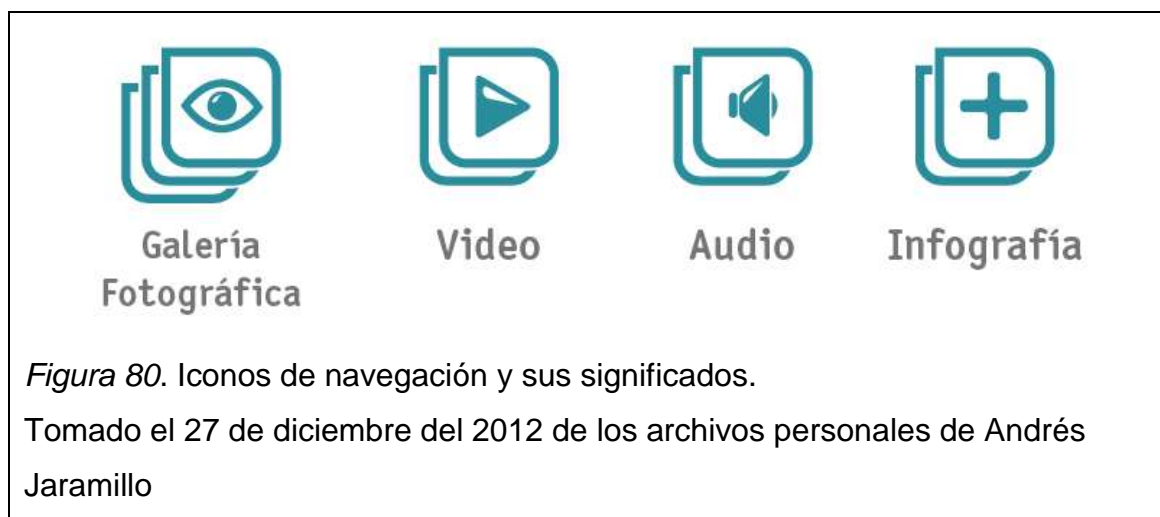 Galería
Fotográfica
Video
Audio
Infografía
Figura 80. Iconos de navegación y sus significados.
Tomado el 27 de diciembre del 2012 de los archivos personales de Andrés
Jaramillo